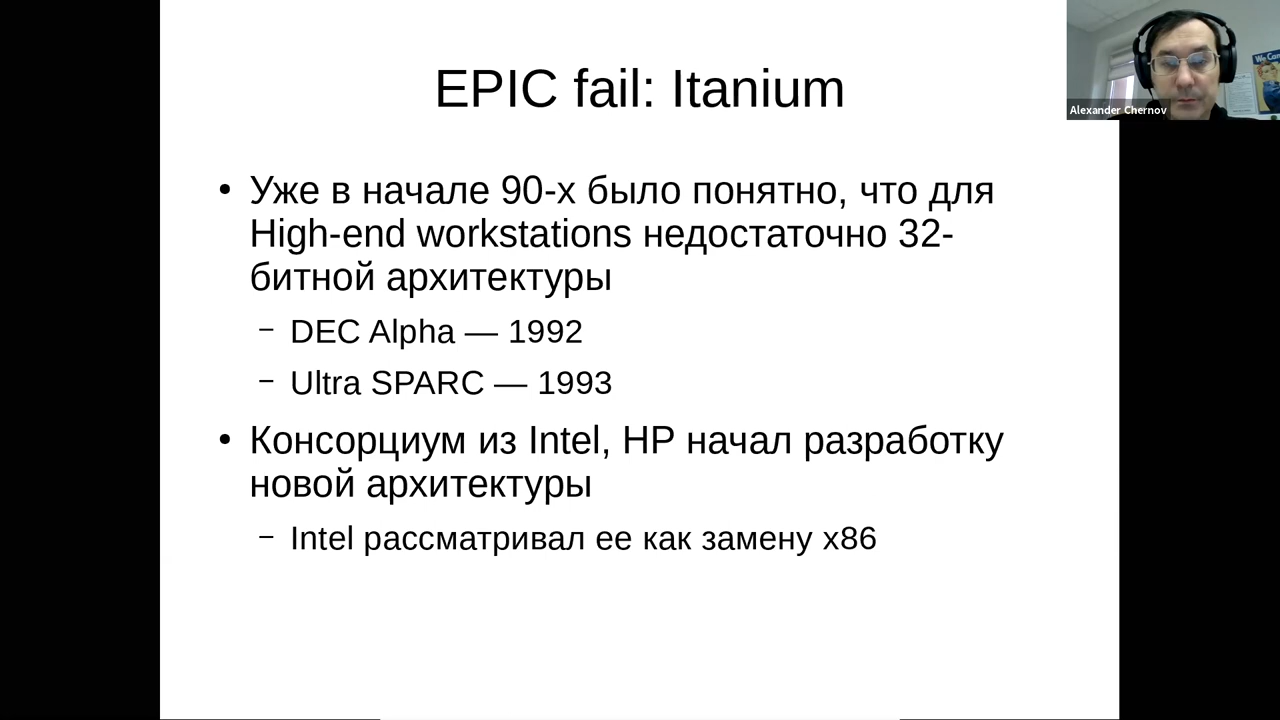 EPIC fail: Itanium
• Уже в начале 90-х было понятно, что для
High-end workstations недостаточно 32-
битной архитектуры
– DEC Alpha — 1992
– Ultra SPARC — 1993
• Консорциум из Intel, HP начал разработку
новой архитектуры
– Intel рассматривал ее как замену x86
We Can
Alexander Chernov